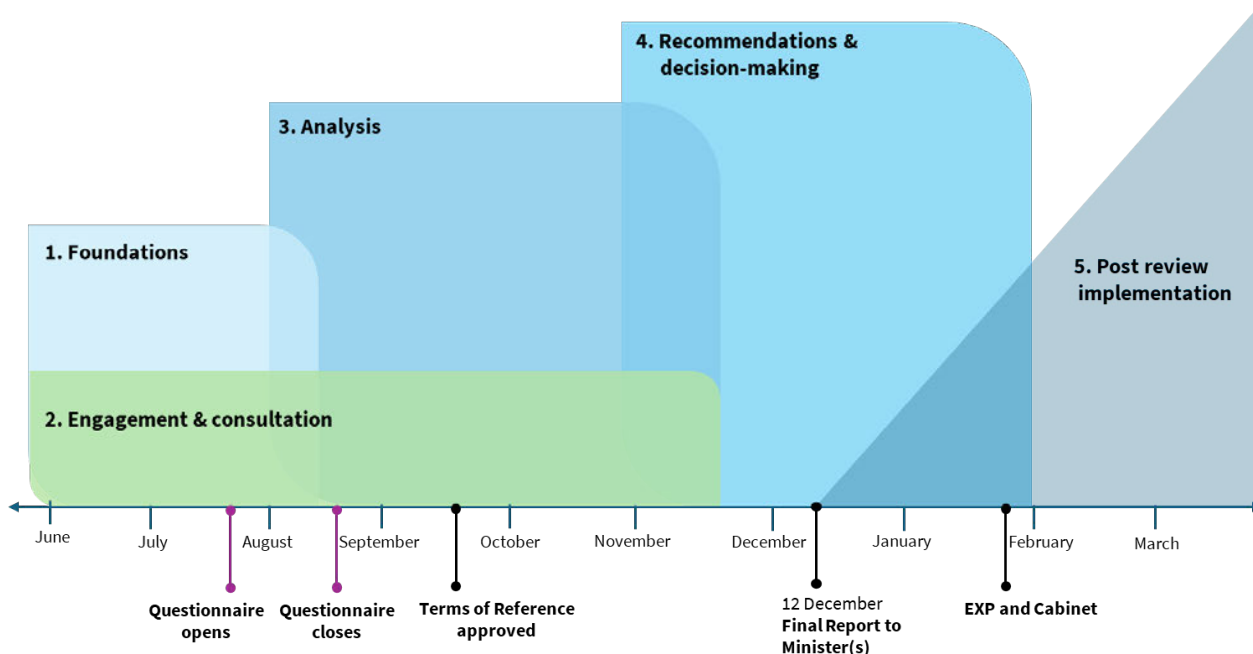 4. Recommendations &
decision-making
3. Analysis
1. Foundations
5. Post review
implementation
2. Engagement & consultation
June
July
August
September
October
November
December
January
February
March
Questionnaire
opens
Questionnaire
closes
Terms of Reference
approved
12 December
Final Report to
Minister(s)
EXP and Cabinet